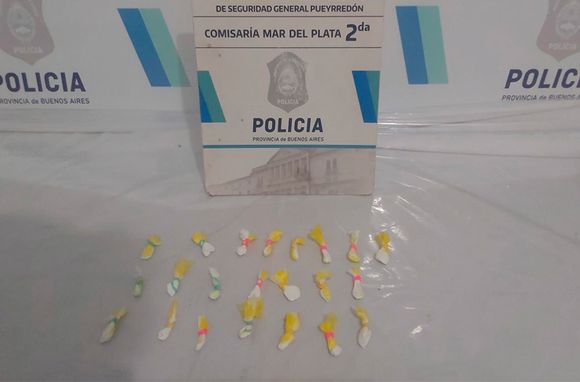 DE SEGURIDAD GENERAL PUEYRREDÓN
COMISARÍA MAR DEL PLATA 2da
POLICIA
PROVINCIA de BUENOS AIRES
POLICIA
PROVINCIA de BUENOS AIRES
POLICIA
PROVINCIA de BUENOS AIRES